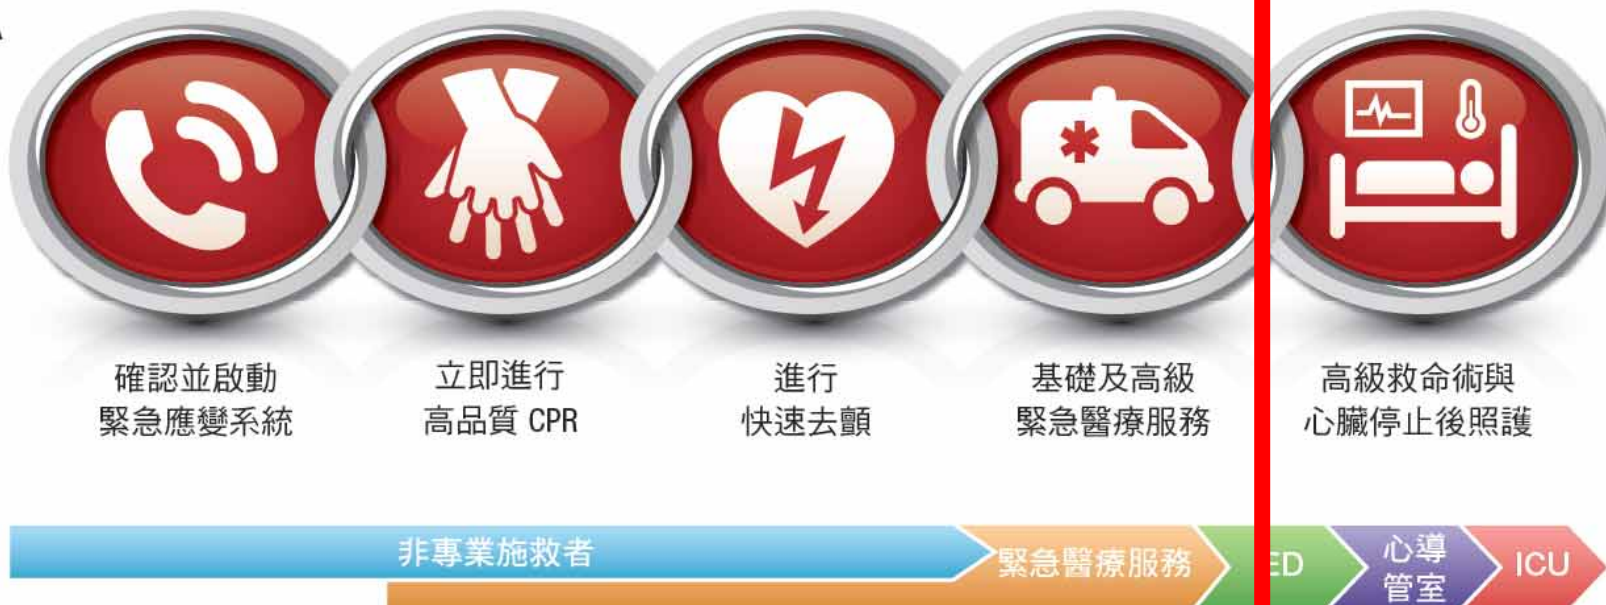 確認並啟動
緊急應變系統
立即進行
高品質 CPR
進行
快速去顫
基礎及高級
緊急醫療服務
高級救命術與
心臟停止後照護
非專業施救者
緊急醫療服務
ED
心導
管室
ICU